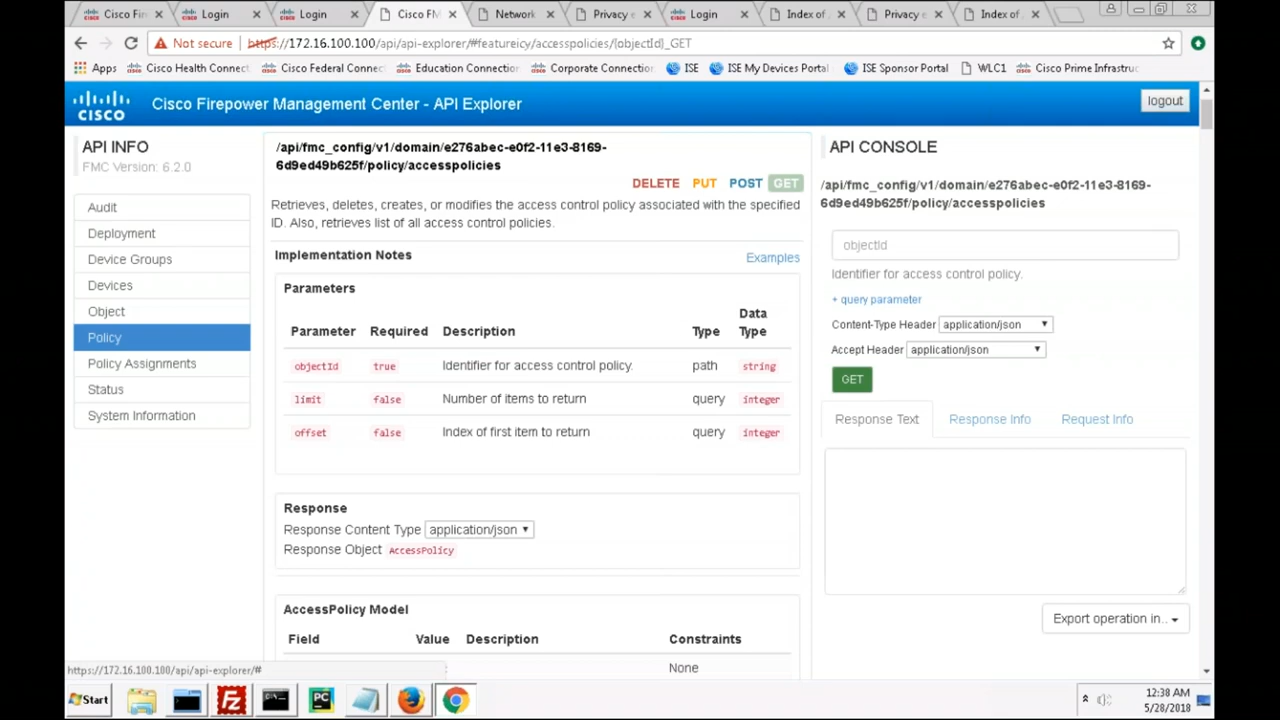 Cisco Fir
Login
Login
Cisco FM
Network
Privacy e
Login
Index of
Privacy e
Index of
Not secure
https://172.16.100.100/api/api-explorer/#featureicy/accesspolicies/{objectId}_GET
Apps
Cisco Health Connect
Cisco Federal Connec
Education Connection
Corporate Connection
ISE
ISE My Devices Portal
ISE Sponsor Portal
WLC1
Cisco Prime Infrastruc
CISCO
Cisco Firepower Management Center - API Explorer
logout
API INFO
FMC Version: 6.2.0
Audit
Deployment
Device Groups
Devices
Object
Policy
Policy Assignments
Status
System Information
/api/fmc_config/v1/domain/e276abec-e0f2-11e3-8169-
6d9ed49b625f/policy/accesspolicies
DELETE PUT POST GET
Retrieves, deletes, creates, or modifies the access control policy associated with the specified
ID. Also, retrieves list of all access control policies.
Implementation Notes
Examples
Parameters
Parameter Required Description Type Data Type
objectId true Identifier for access control policy. path string
limit false Number of items to return query integer
offset false Index of first item to return query integer
Response
Response Content Type application/json
Response Object AccessPolicy
AccessPolicy Model
Field Value Description Constraints
None
API CONSOLE
/api/fmc_config/v1/domain/e276abec-e0f2-11e3-8169-
6d9ed49b625f/policy/accesspolicies
objectId
Identifier for access control policy.
+ query parameter
Content-Type Header application/json
Accept Header application/json
GET
Response Text
Response Info
Request Info
Export operation in..
https://172.16.100.100/api/api-explorer/#
Start
FZ
PC
12:38 AM
5/28/2018